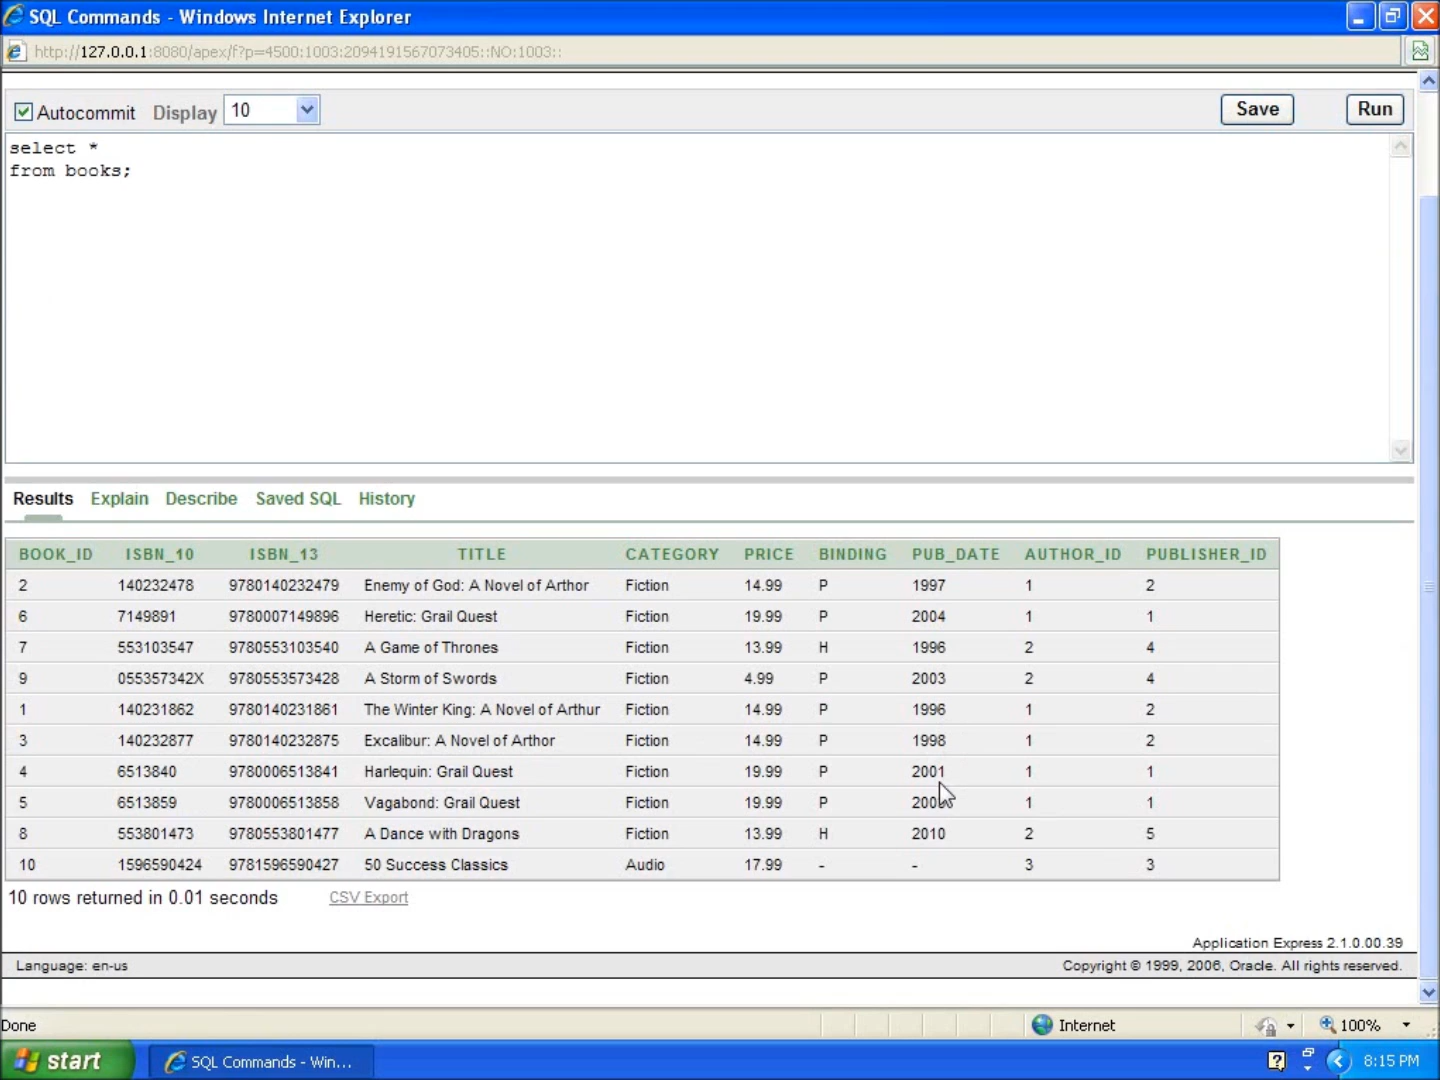 SQL Commands - Windows Internet Explorer
http://127.0.0.1:8080/apex/f?p=4500:1003:2094191567073405::NO:1003::
Autocommit Display 10 Save Run
select *
from books;
Results Explain Describe Saved SQL History
BOOK_ID ISBN_10 ISBN_13 TITLE CATEGORY PRICE BINDING PUB_DATE AUTHOR_ID PUBLISHER_ID
2 140232478 9780140232479 Enemy of God: A Novel of Arthor Fiction 14.99 P 1997 1 2
6 7149891 9780007149896 Heretic: Grail Quest Fiction 19.99 P 2004 1 1
7 553103547 9780553103540 A Game of Thrones Fiction 13.99 H 1996 2 4
9 055357342X 9780553573428 A Storm of Swords Fiction 4.99 P 2003 2 4
1 140231862 9780140231861 The Winter King: A Novel of Arthur Fiction 14.99 P 1996 1 2
3 140232877 9780140232875 Excalibur: A Novel of Arthor Fiction 14.99 P 1998 1 2
4 6513840 9780006513841 Harlequin: Grail Quest Fiction 19.99 P 2001 1 1
5 6513859 9780006513858 Vagabond: Grail Quest Fiction 19.99 P 1 1
8 553801473 9780553801477 A Dance with Dragons Fiction 13.99 H 2010 2 5
10 1596590424 9781596590427 50 Success Classics Audio 17.99 - - 3 3
10 rows returned in 0.01 seconds CSV Export
Application Express 2.1.0.00.39
Language: en-us Copyright © 1999, 2006, Oracle. All rights reserved.
Done Internet 100%
start SQL Commands - Win... 8:15 PM